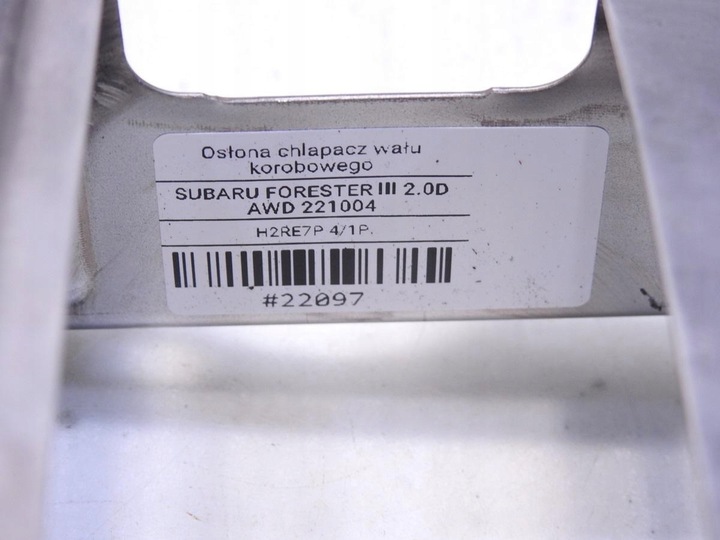 Osłona chlapacz wału
korobowego
SUBARU FORESTER III 2.0D
AWD 221004
H2RE7P 4/1P.
#22097